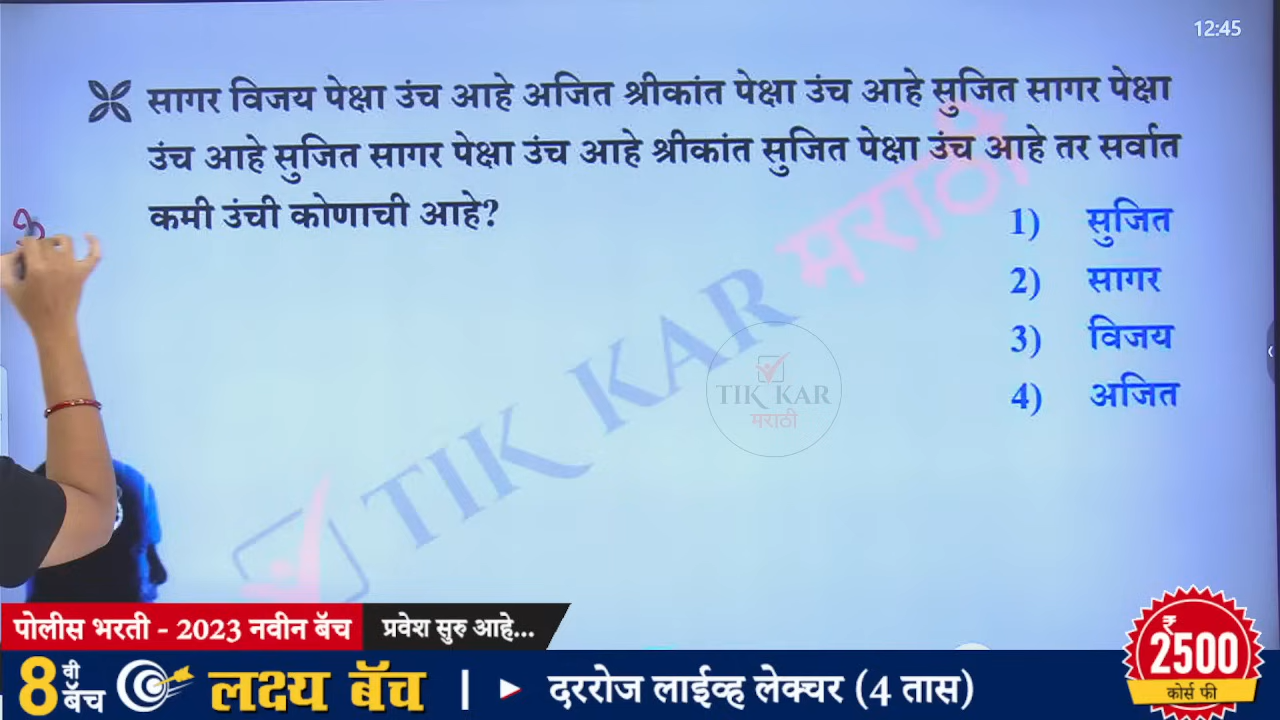 12:45
सागर विजय पेक्षा उंच आहे अजित श्रीकांत पेक्षा उंच आहे सुजित सागर पेक्षा
उंच आहे सुजित सागर पेक्षा उंच आहे श्रीकांत सुजित पेक्षा उंच आहे तर सर्वात
कमी उंची कोणाची आहे?
1) सुजित
2) सागर
3) विजय
4) अजित
TIK KAR मराठी
TIK KAR
मराठी
पोलीस भरती - 2023 नवीन बॅच प्रवेश सुरु आहे...
8 वी बॅच लक्ष्य बॅच | दररोज लाईव्ह लेक्चर (4 तास)
₹
2500
कोर्स फी